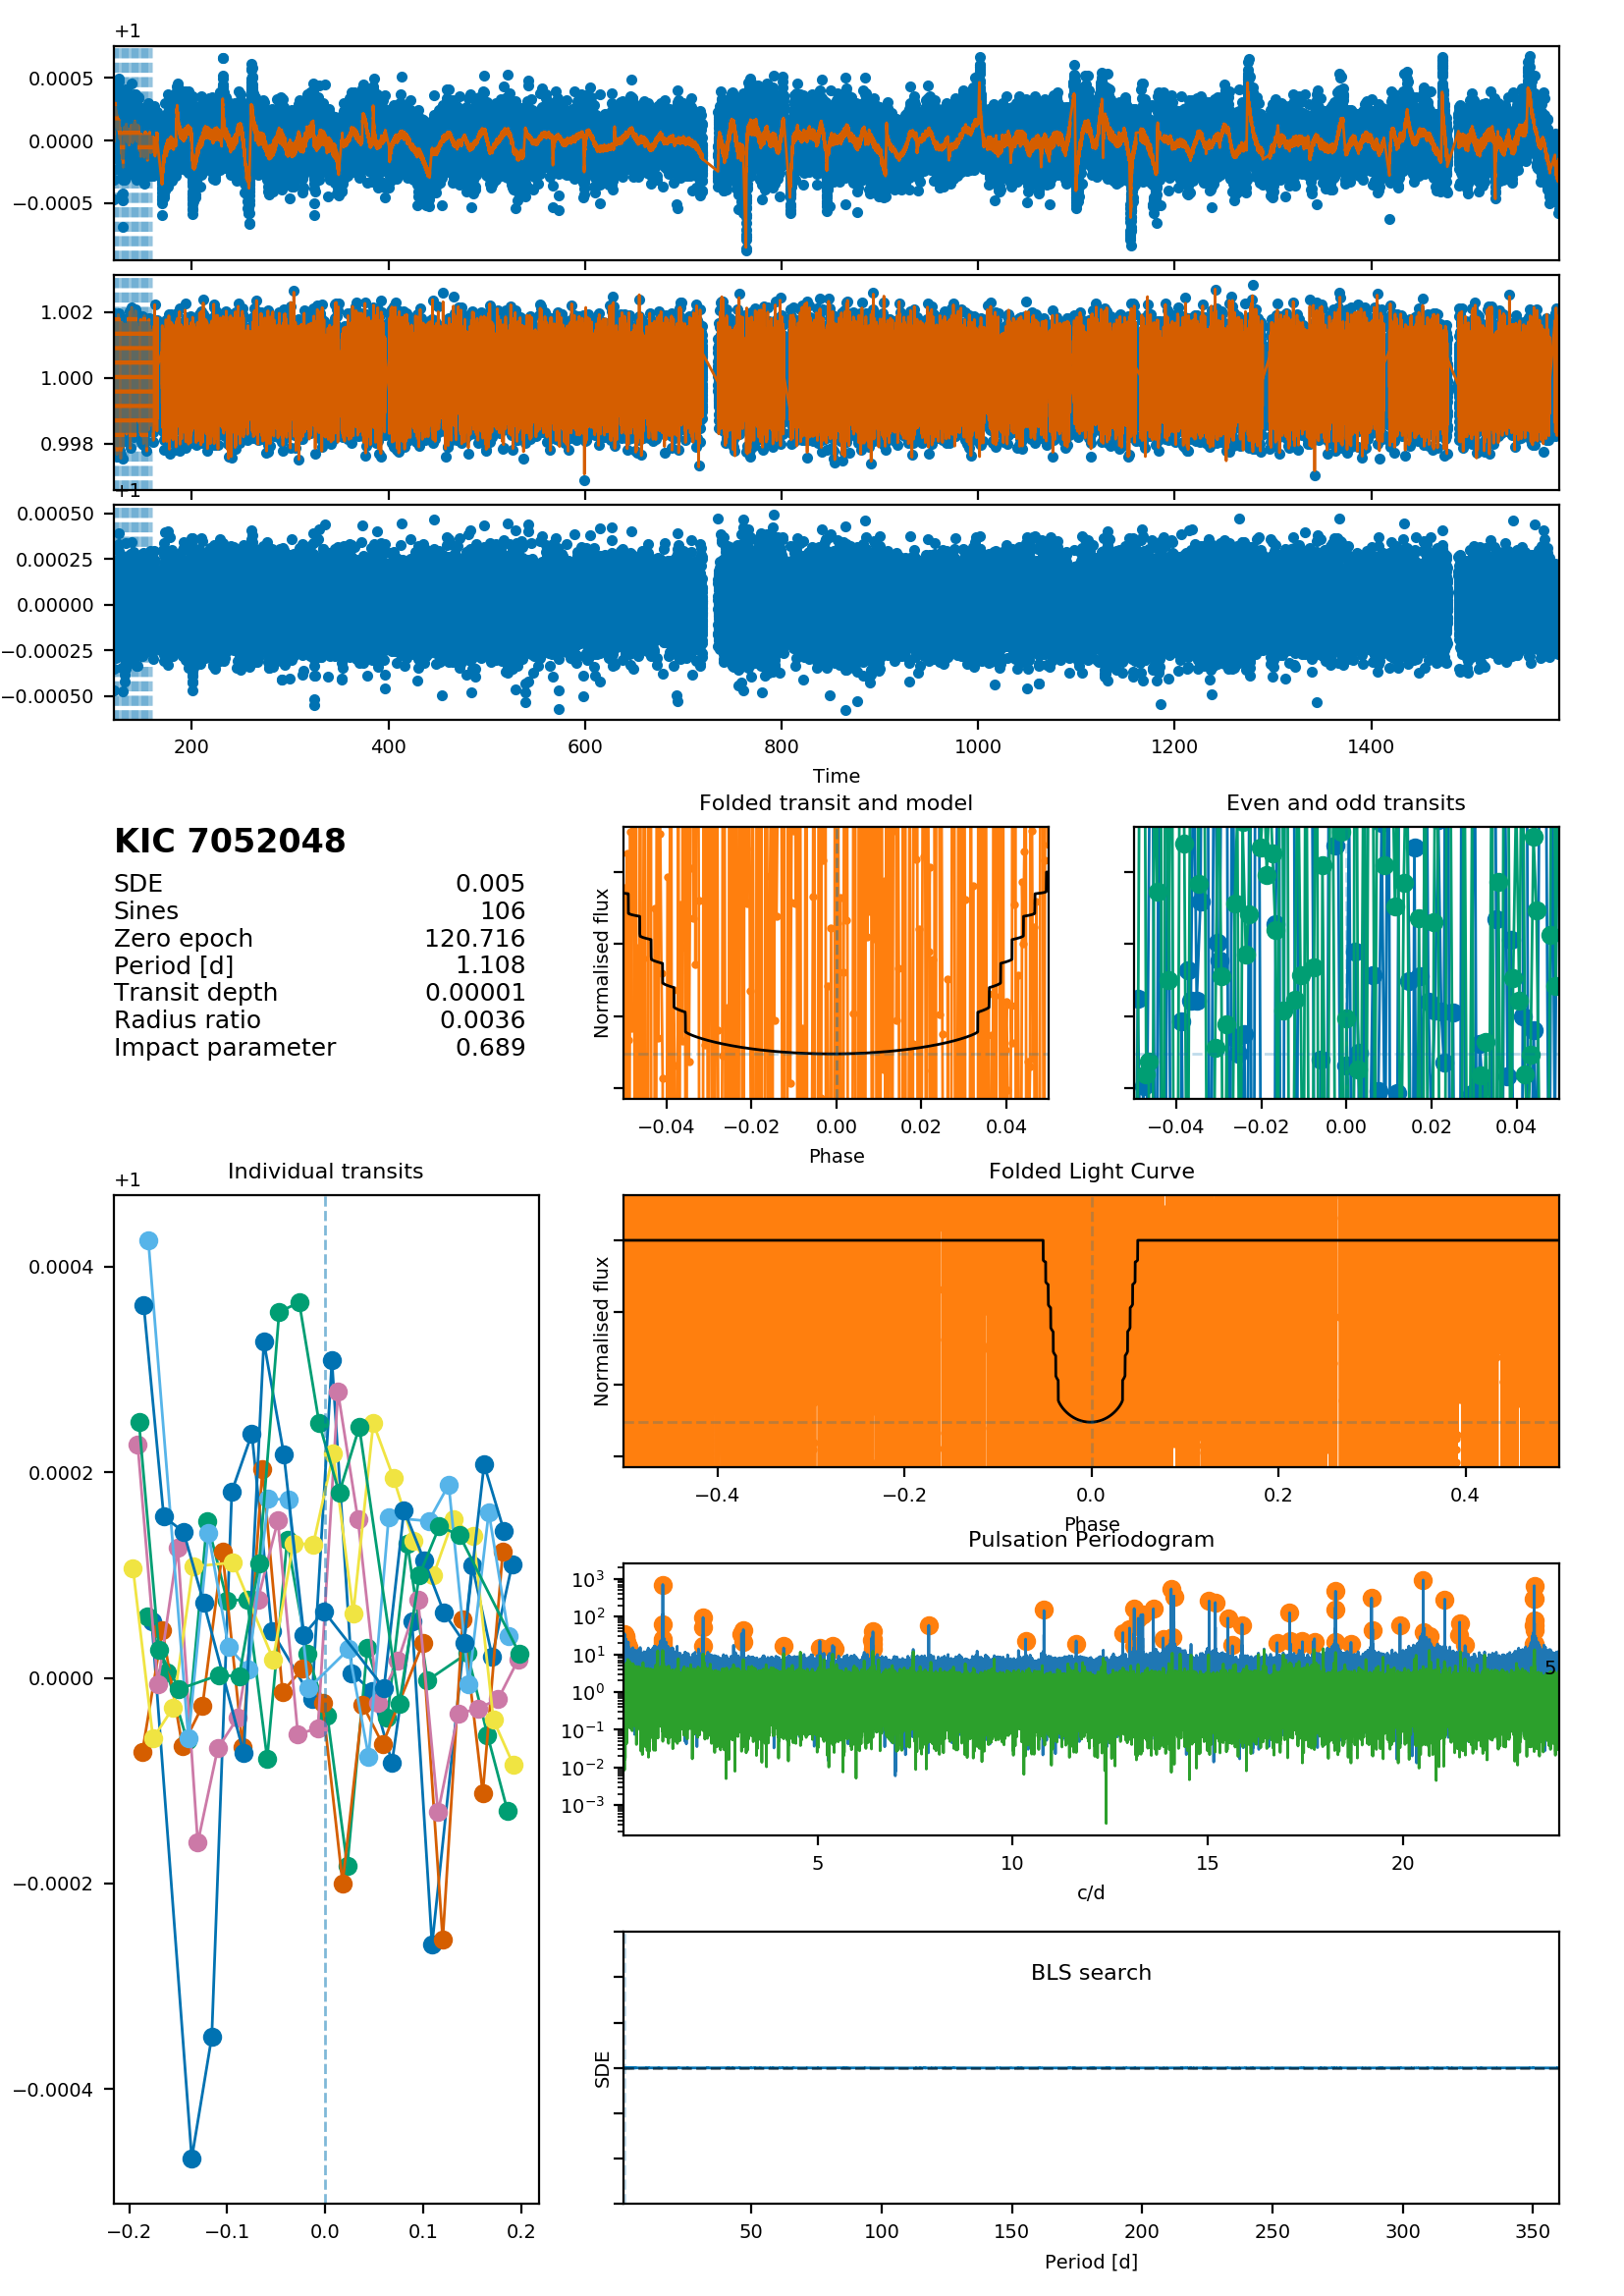 +1
0.0005
0.0000
−0.0005
1.002
1.000
0.998
+1
0.00050
0.00025
0.00000
−0.00025
−0.00050
200 400 600 800 1000 1200 1400
Time
KIC 7052048
SDE 0.005
Sines 106
Zero epoch 120.716
Period [d] 1.108
Transit depth 0.00001
Radius ratio 0.0036
Impact parameter 0.689
Folded transit and model
Normalised flux
−0.04 −0.02 0.00 0.02 0.04
Phase
Even and odd transits
−0.04 −0.02 0.00 0.02 0.04
Individual transits
+1
0.0004
0.0002
0.0000
−0.0002
−0.0004
−0.2 −0.1 0.0 0.1 0.2
Folded Light Curve
Normalised flux
−0.4 −0.2 0.0 0.2 0.4
Phase
Pulsation Periodogram
10³
10²
10¹
10⁰
10⁻¹
10⁻²
10⁻³
5
5 10 15 20
c/d
BLS search
SDE
50 100 150 200 250 300 350
Period [d]